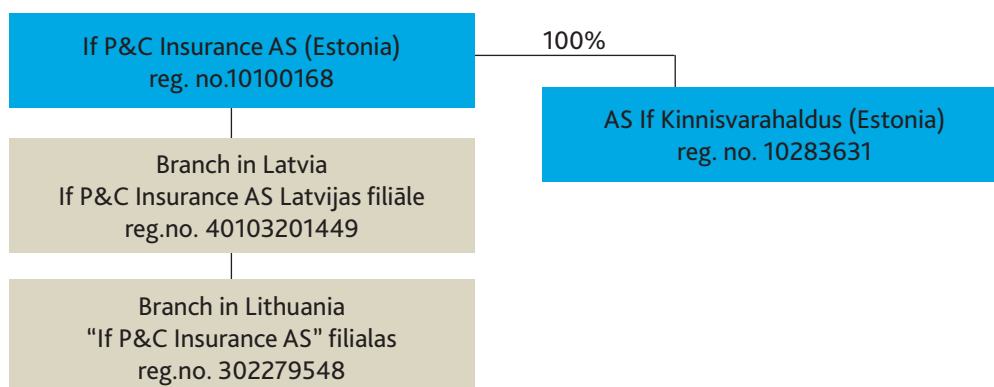 If P&C Insurance AS (Estonia)
reg. no.10100168
100%
AS If Kinnisvarahaldus (Estonia)
reg. no. 10283631
Branch in Latvia
If P&C Insurance AS Latvijas filiāle
reg.no. 40103201449
Branch in Lithuania
“If P&C Insurance AS” filialas
reg.no. 302279548